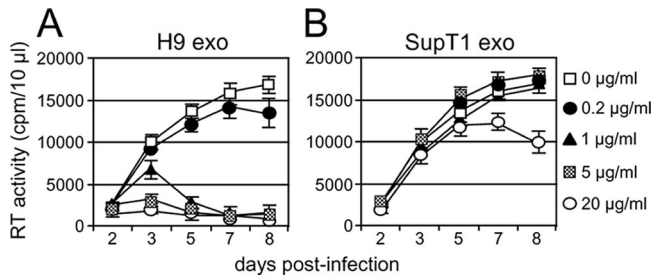 A
H9 exo
RT activity (cpm/10 µl)
20000
15000
10000
5000
0
2 3 5 7 8
B
SupT1 exo
20000
15000
10000
5000
0
2 3 5 7 8
days post-infection
0 µg/ml
0.2 µg/ml
1 µg/ml
5 µg/ml
20 µg/ml